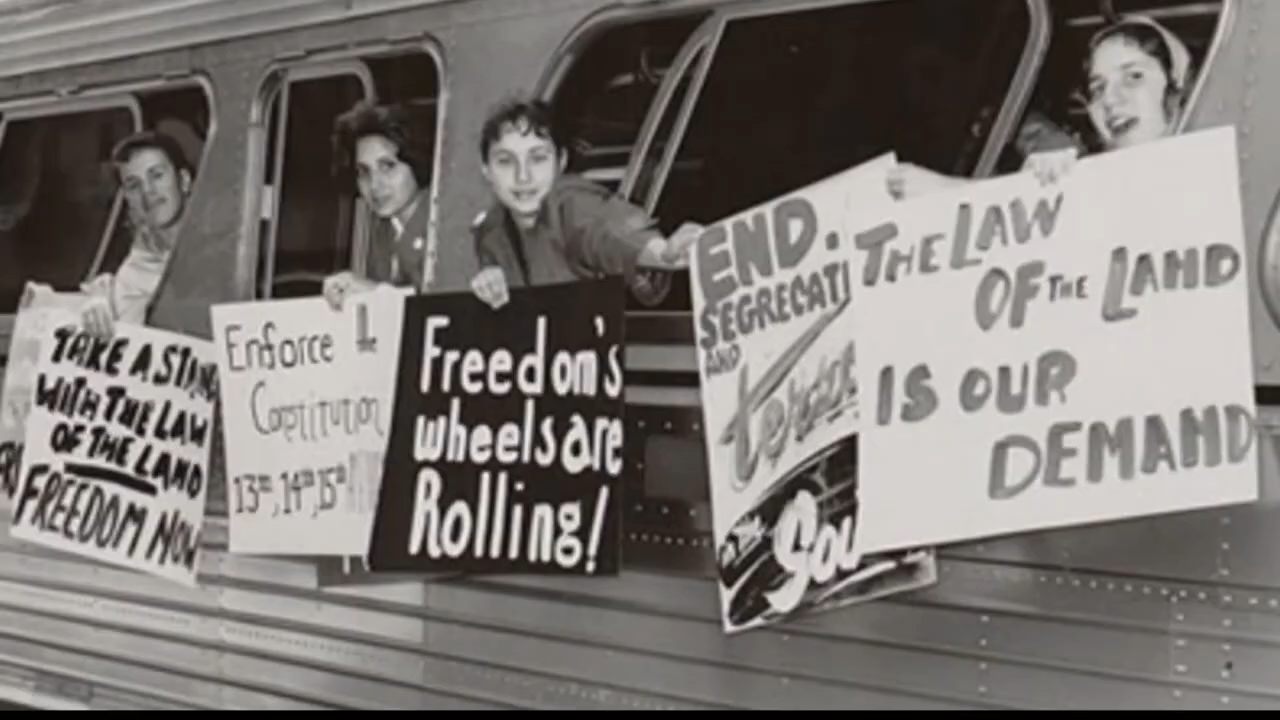 TAKE A STAND
WITH THE LAW
OF THE LAND
FREEDOM NOW
Enforce the
Constitution
13th, 14th, 15th
Freedom's
wheels are
Rolling!
END.
SEGREGATI
AND
Sou
THE LAW
OF THE LAND
IS OUR
DEMAND